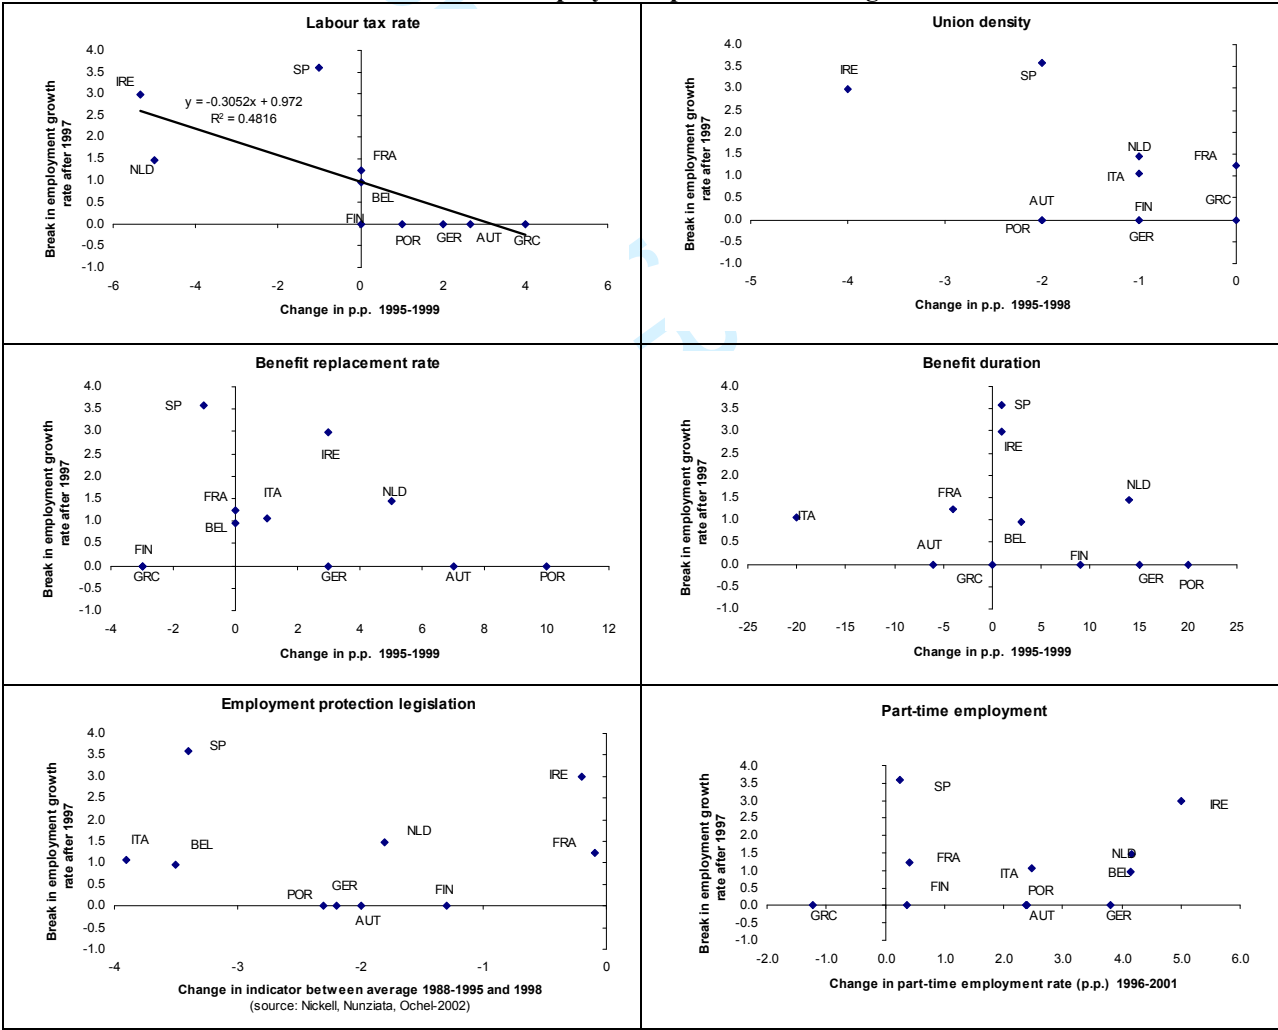 Labour tax rate
Break in employment growth
rate after 1997
4.0
3.5
3.0
2.5
2.0
1.5
1.0
0.5
0.0
-0.5
-1.0
IRE
SP
y = -0.3052x + 0.972
R² = 0.4816
NLD
FRA
BEL
FIN
POR
GER
AUT
GRC
-6
-4
-2
0
2
4
6
Change in p.p. 1995-1999
Union density
Break in employment growth
rate after 1997
4.0
3.5
3.0
2.5
2.0
1.5
1.0
0.5
0.0
-0.5
-1.0
IRE
SP
NLD
FRA
ITA
AUT
FIN
GRC
POR
GER
-5
-4
-3
-2
-1
0
Change in p.p. 1995-1998
Benefit replacement rate
Break in employment growth
rate after 1997
4.0
3.5
3.0
2.5
2.0
1.5
1.0
0.5
0.0
-0.5
-1.0
SP
IRE
FRA
ITA
NLD
BEL
FIN
GRC
GER
AUT
POR
-4
-2
0
2
4
6
8
10
12
Change in p.p. 1995-1999
Benefit duration
Break in employment growth
rate after 1997
4.0
3.5
3.0
2.5
2.0
1.5
1.0
0.5
0.0
-0.5
-1.0
SP
IRE
FRA
NLD
ITA
AUT
BEL
FIN
GRC
GER
POR
-25
-20
-15
-10
-5
0
5
10
15
20
25
Change in p.p. 1995-1999
Employment protection legislation
Break in employment growth
rate after 1997
4.0
3.5
3.0
2.5
2.0
1.5
1.0
0.5
0.0
-0.5
-1.0
SP
IRE
ITA
BEL
NLD
FRA
POR
GER
FIN
AUT
-4
-3
-2
-1
0
Change in indicator between average 1988-1995 and 1998
(source: Nickell, Nunziata, Ochel-2002)
Part-time employment
Break in employment growth
rate after 1997
4.0
3.5
3.0
2.5
2.0
1.5
1.0
0.5
0.0
-0.5
-1.0
SP
IRE
FRA
ITA
NLD
BEL
FIN
POR
GRC
AUT
GER
-2.0
-1.0
0.0
1.0
2.0
3.0
4.0
5.0
6.0
Change in part-time employment rate (p.p.) 1996-2001